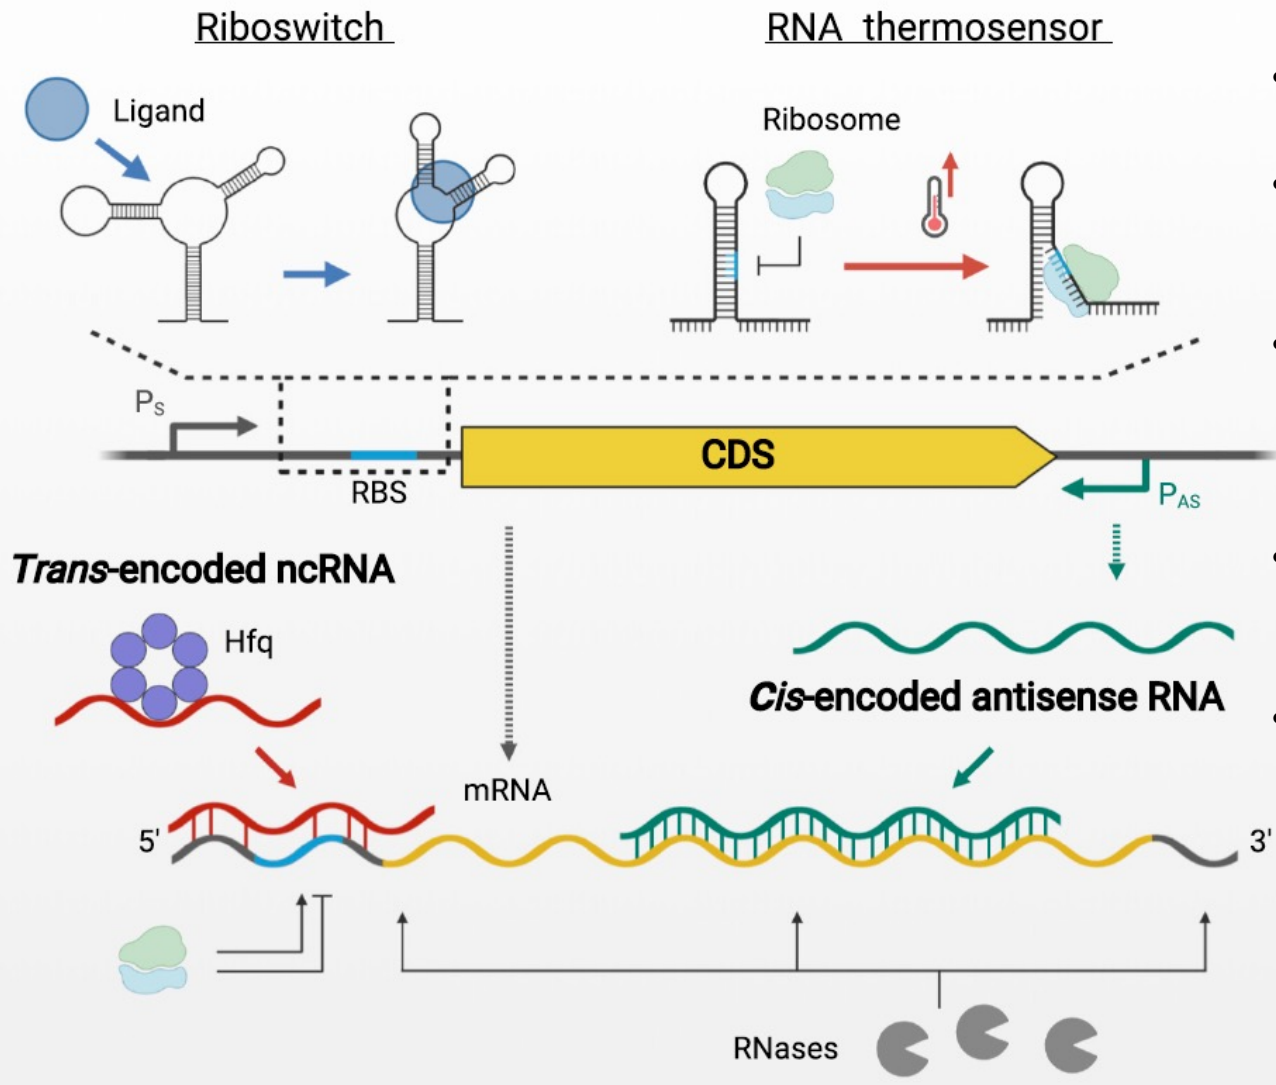 Riboswitch
RNA thermosensor
Ligand
Ribosome
PS
CDS
RBS
PAS
Trans-encoded ncRNA
Hfq
Cis-encoded antisense RNA
mRNA
5'
3'
RNases